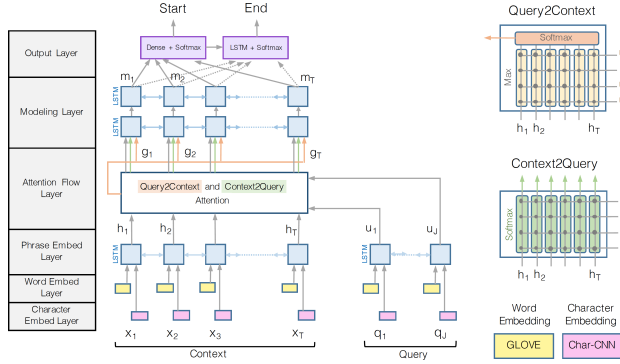 Start
End
Query2Context
Output Layer
Dense + Softmax
LSTM + Softmax
Softmax
Max
m1
m2
mT
LSTM
Modeling Layer
LSTM
h1
h2
hT
g1
g2
gT
Context2Query
Attention Flow
Layer
Query2Context and Context2Query
Attention
Softmax
h1
h2
hT
u1
uJ
Phrase Embed
Layer
LSTM
LSTM
h1
h2
hT
Word Embed
Layer
Character
Embed Layer
x1
x2
x3
xT
q1
qJ
Context
Query
Word
Embedding
Character
Embedding
GLOVE
Char-CNN